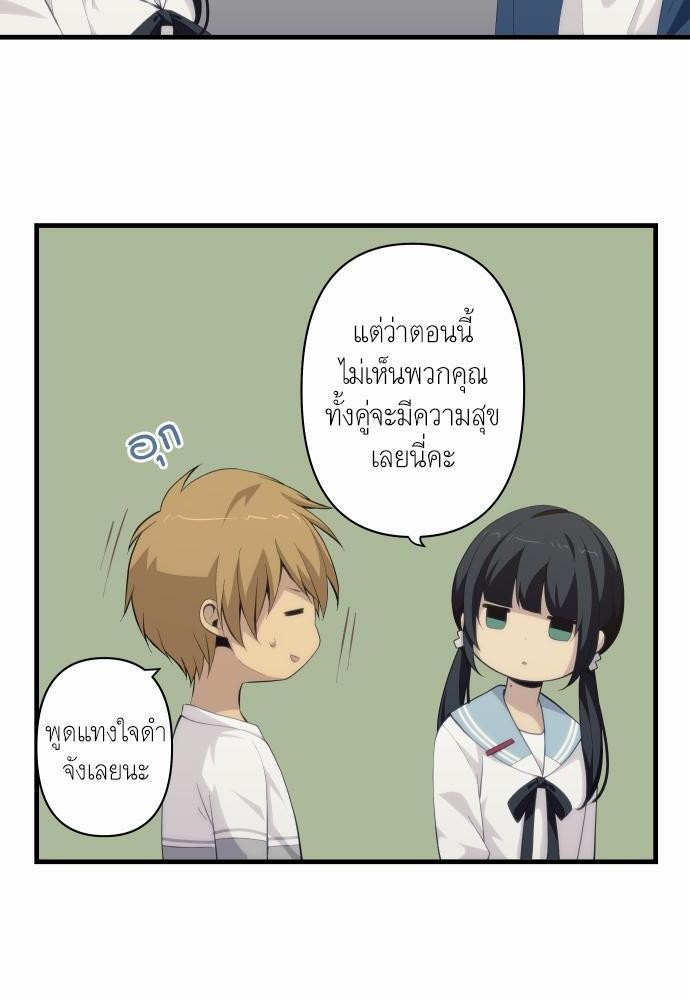 แต่ว่าตอนนี้
ไม่เห็นพวกคุณ
ทั้งคู่จะมีความสุข
เลยนี่คะ
อุก
พูดแทงใจดำ
จังเลยนะ